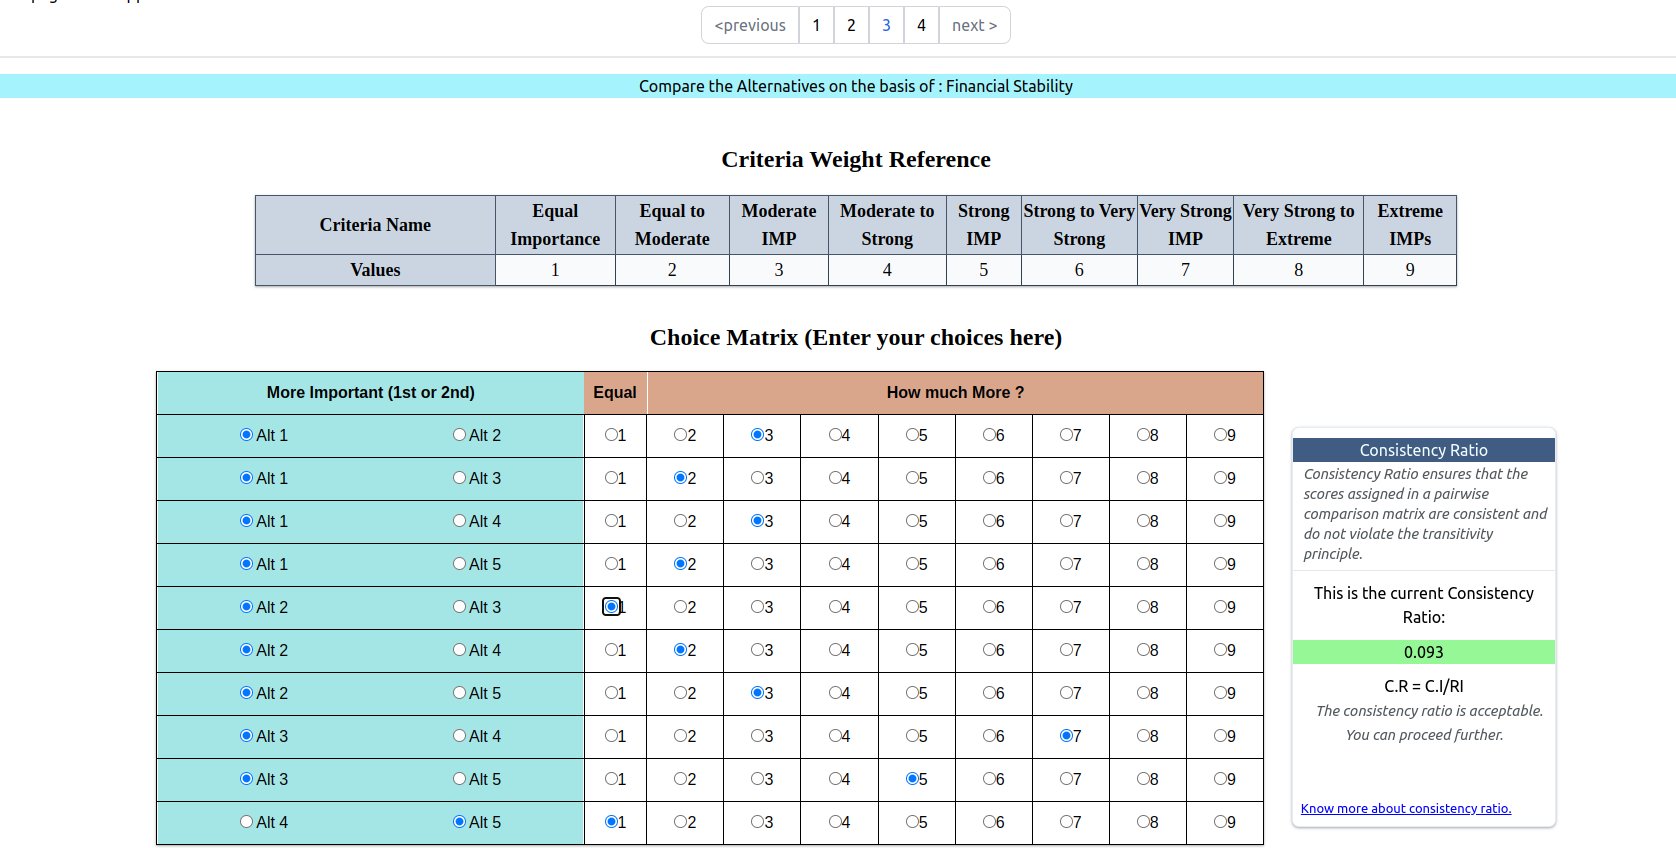 <previous 1 2 3 4 next >
Compare the Alternatives on the basis of : Financial Stability
Criteria Weight Reference
Criteria Name Equal Importance Equal to Moderate Moderate IMP Moderate to Strong Strong IMP Strong to Very Strong Very Strong IMP Very Strong to Extreme Extreme IMPs
Values 1 2 3 4 5 6 7 8 9
Choice Matrix (Enter your choices here)
More Important (1st or 2nd) Equal How much More ?
Alt 1 Alt 2 1 2 3 4 5 6 7 8 9
Alt 1 Alt 3 1 2 3 4 5 6 7 8 9
Alt 1 Alt 4 1 2 3 4 5 6 7 8 9
Alt 1 Alt 5 1 2 3 4 5 6 7 8 9
Alt 2 Alt 3 1 2 3 4 5 6 7 8 9
Alt 2 Alt 4 1 2 3 4 5 6 7 8 9
Alt 2 Alt 5 1 2 3 4 5 6 7 8 9
Alt 3 Alt 4 1 2 3 4 5 6 7 8 9
Alt 3 Alt 5 1 2 3 4 5 6 7 8 9
Alt 4 Alt 5 1 2 3 4 5 6 7 8 9
Consistency Ratio
Consistency Ratio ensures that the
scores assigned in a pairwise
comparison matrix are consistent and
do not violate the transitivity
principle.
This is the current Consistency
Ratio:
0.093
C.R = C.I/RI
The consistency ratio is acceptable.
You can proceed further.
Know more about consistency ratio.